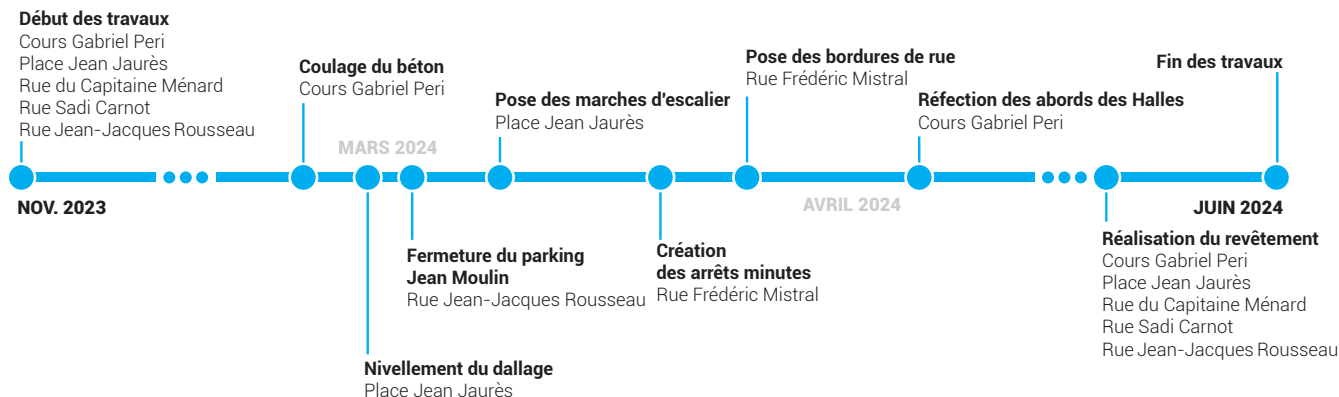 Début des travaux
Cours Gabriel Peri
Place Jean Jaurès
Rue du Capitaine Ménard
Rue Sadi Carnot
Rue Jean-Jacques Rousseau
Coulage du béton
Cours Gabriel Peri
MARS 2024
Pose des marches d'escalier
Place Jean Jaurès
Pose des bordures de rue
Rue Frédéric Mistral
Réfection des abords des Halles
Cours Gabriel Peri
Fin des travaux
NOV. 2023
AVRIL 2024
JUIN 2024
Nivellement du dallage
Place Jean Jaurès
Fermeture du parking
Jean Moulin
Rue Jean-Jacques Rousseau
Création
des arrêts minutes
Rue Frédéric Mistral
Réalisation du revêtement
Cours Gabriel Peri
Place Jean Jaurès
Rue du Capitaine Ménard
Rue Sadi Carnot
Rue Jean-Jacques Rousseau